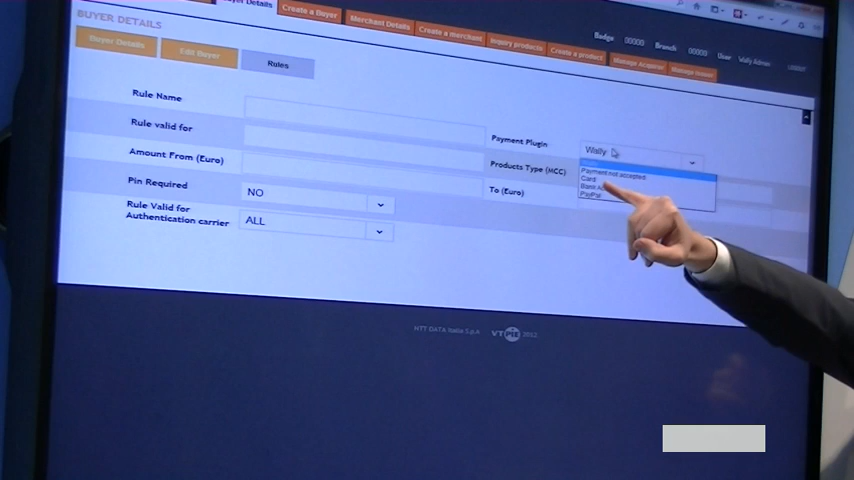 Buyer Details
Create a Buyer
Merchant Details
Create a merchant
Inquiry products
Create a product
Manage Acquirer
Manage Issuer
Badge 00000 Branch 00000 User Wally Admin LOGOUT
BUYER DETAILS
Buyer Details
Edit Buyer
Rules
Rule Name
Rule valid for
Payment Plugin
Wally
Payment not accepted
Card
Bank
PayPal
Amount From (Euro)
Products Type (MCC)
Pin Required
NO
To (Euro)
Rule Valid for
Authentication carrier
ALL
NTT DATA Italia S.p.A
VTPIE 2012